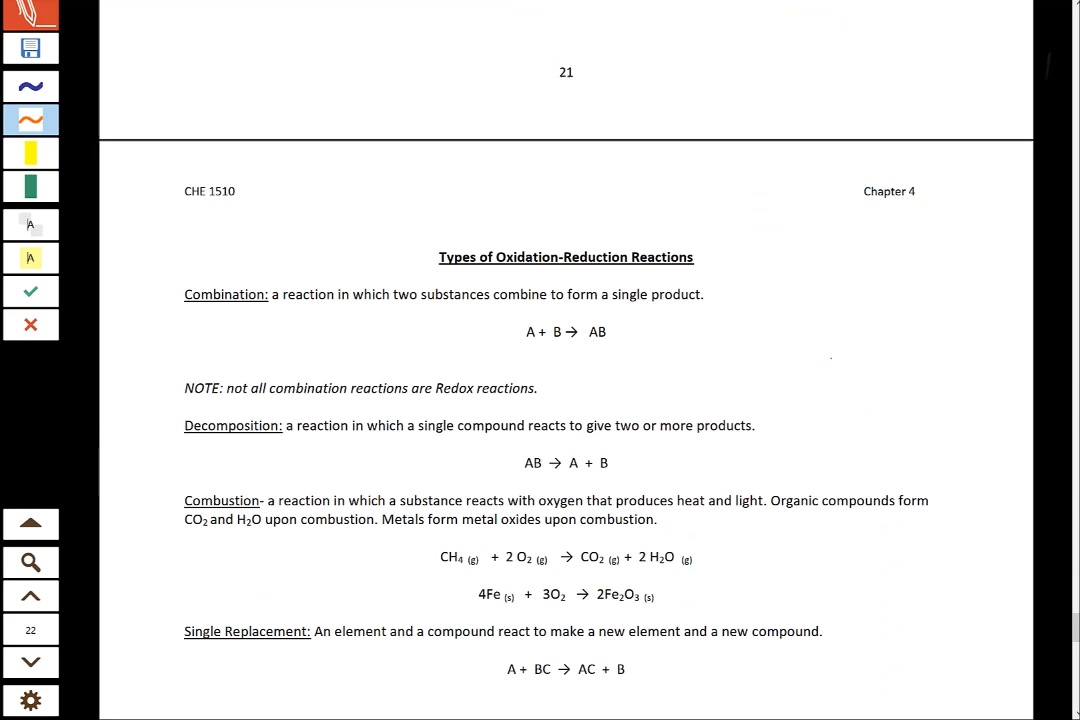 21
CHE 1510 Chapter 4
Types of Oxidation-Reduction Reactions
Combination: a reaction in which two substances combine to form a single product.
A + B → AB
NOTE: not all combination reactions are Redox reactions.
Decomposition: a reaction in which a single compound reacts to give two or more products.
AB → A + B
Combustion- a reaction in which a substance reacts with oxygen that produces heat and light. Organic compounds form
CO₂ and H₂O upon combustion. Metals form metal oxides upon combustion.
CH₄ (g) + 2 O₂ (g) → CO₂ (g) + 2 H₂O (g)
4Fe (s) + 3O₂ → 2Fe₂O₃ (s)
Single Replacement: An element and a compound react to make a new element and a new compound.
A + BC → AC + B
A
A
22